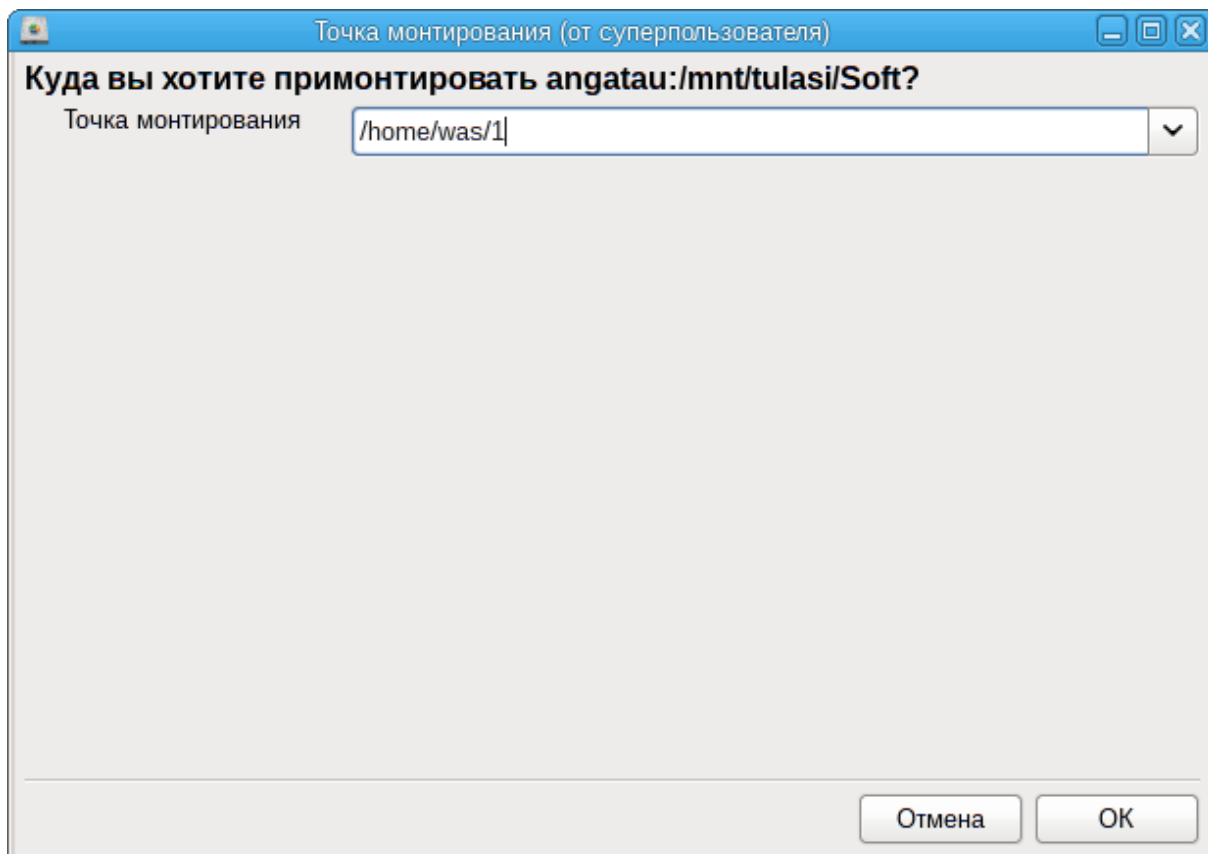 Точка монтирования (от суперпользователя)
Куда вы хотите примонтировать angatau:/mnt/tulasi/Soft?
Точка монтирования /home/was/1
Отмена OK